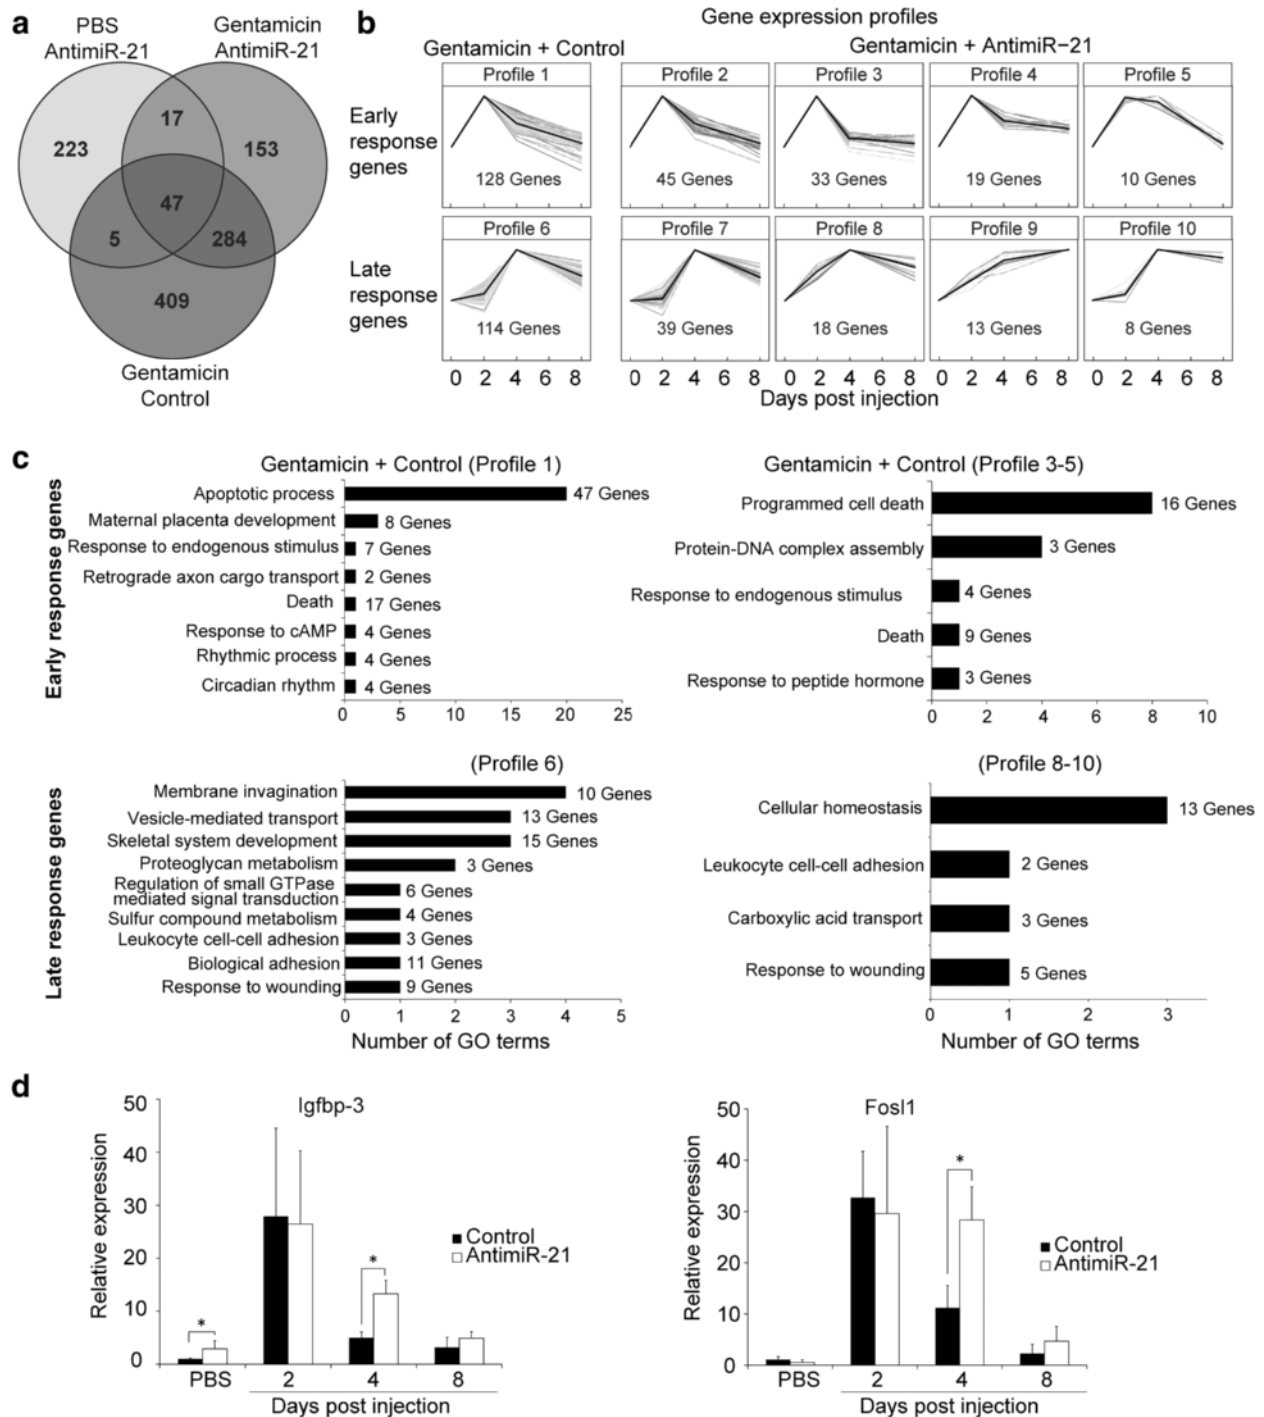 a
PBS
AntimiR-21
Gentamicin
AntimiR-21
17
223
153
47
5
284
409
Gentamicin
Control
b
Gene expression profiles
Gentamicin + Control
Gentamicin + AntimiR−21
Early
response
genes
Profile 1
128 Genes
Profile 2
45 Genes
Profile 3
33 Genes
Profile 4
19 Genes
Profile 5
10 Genes
Late
response
genes
Profile 6
114 Genes
Profile 7
39 Genes
Profile 8
18 Genes
Profile 9
13 Genes
Profile 10
8 Genes
0 2 4 6 8
0 2 4 6 8
0 2 4 6 8
0 2 4 6 8
0 2 4 6 8
Days post injection
c
Early response genes
Gentamicin + Control (Profile 1)
Apoptotic process 47 Genes
Maternal placenta development 8 Genes
Response to endogenous stimulus 7 Genes
Retrograde axon cargo transport 2 Genes
Death 17 Genes
Response to cAMP 4 Genes
Rhythmic process 4 Genes
Circadian rhythm 4 Genes
0 5 10 15 20 25
Gentamicin + Control (Profile 3-5)
Programmed cell death 16 Genes
Protein-DNA complex assembly 3 Genes
Response to endogenous stimulus 4 Genes
Death 9 Genes
Response to peptide hormone 3 Genes
0 2 4 6 8 10
Late response genes
(Profile 6)
Membrane invagination 10 Genes
Vesicle-mediated transport 13 Genes
Skeletal system development 15 Genes
Proteoglycan metabolism 3 Genes
Regulation of small GTPase
mediated signal transduction 6 Genes
Sulfur compound metabolism 4 Genes
Leukocyte cell-cell adhesion 3 Genes
Biological adhesion 11 Genes
Response to wounding 9 Genes
0 1 2 3 4 5
Number of GO terms
(Profile 8-10)
Cellular homeostasis 13 Genes
Leukocyte cell-cell adhesion 2 Genes
Carboxylic acid transport 3 Genes
Response to wounding 5 Genes
0 1 2 3
Number of GO terms
d
Igfbp-3
Relative expression
50
40
30
20
10
0
*
*
Control
AntimiR-21
PBS 2 4 8
Days post injection
Fosl1
Relative expression
50
40
30
20
10
0
*
Control
AntimiR-21
PBS 2 4 8
Days post injection